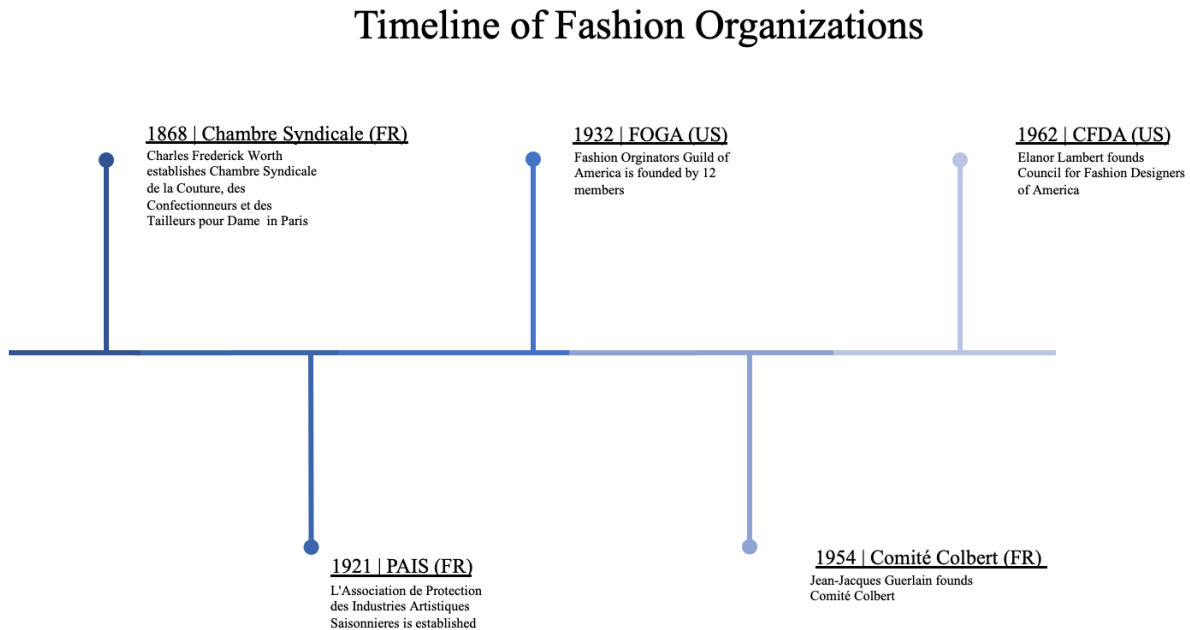 Timeline of Fashion Organizations
1868 | Chambre Syndicale (FR)
Charles Frederick Worth
establishes Chambre Syndicale
de la Couture, des
Confectionneurs et des
Tailleurs pour Dame  in Paris
1932 | FOGA (US)
Fashion Orginators Guild of
America is founded by 12
members
1962 | CFDA (US)
Elanor Lambert founds
Council for Fashion Designers
of America
1921 | PAIS (FR)
L'Association de Protection
des Industries Artistiques
Saisonnieres is established
1954 | Comité Colbert (FR)
Jean-Jacques Guerlain founds
Comité Colbert